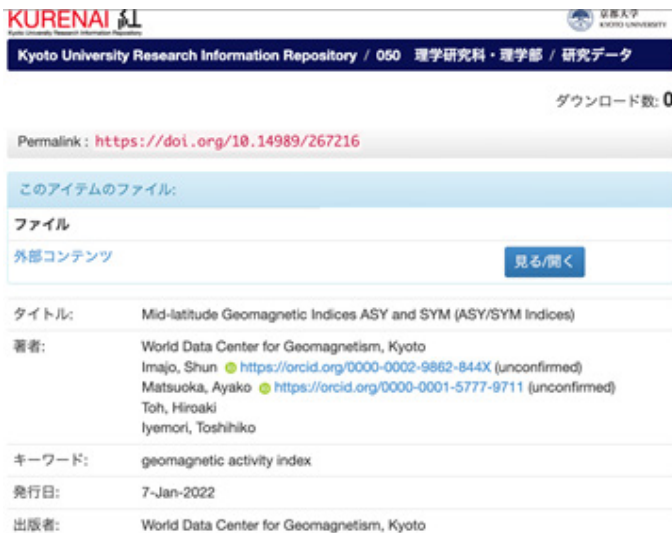 KURENAI 紅
Kyoto University Research Information Repository
京都大学
KYOTO UNIVERSITY
Kyoto University Research Information Repository / 050 理学研究科・理学部 / 研究データ
ダウンロード数: 0
Permalink : https://doi.org/10.14989/267216
このアイテムのファイル:
ファイル
外部コンテンツ 見る/開く
タイトル: Mid-latitude Geomagnetic Indices ASY and SYM (ASY/SYM Indices)
著者: World Data Center for Geomagnetism, Kyoto
Imajo, Shun https://orcid.org/0000-0002-9862-844X (unconfirmed)
Matsuoka, Ayako https://orcid.org/0000-0001-5777-9711 (unconfirmed)
Toh, Hiroaki
Iyemori, Toshihiko
キーワード: geomagnetic activity index
発行日: 7-Jan-2022
出版者: World Data Center for Geomagnetism, Kyoto